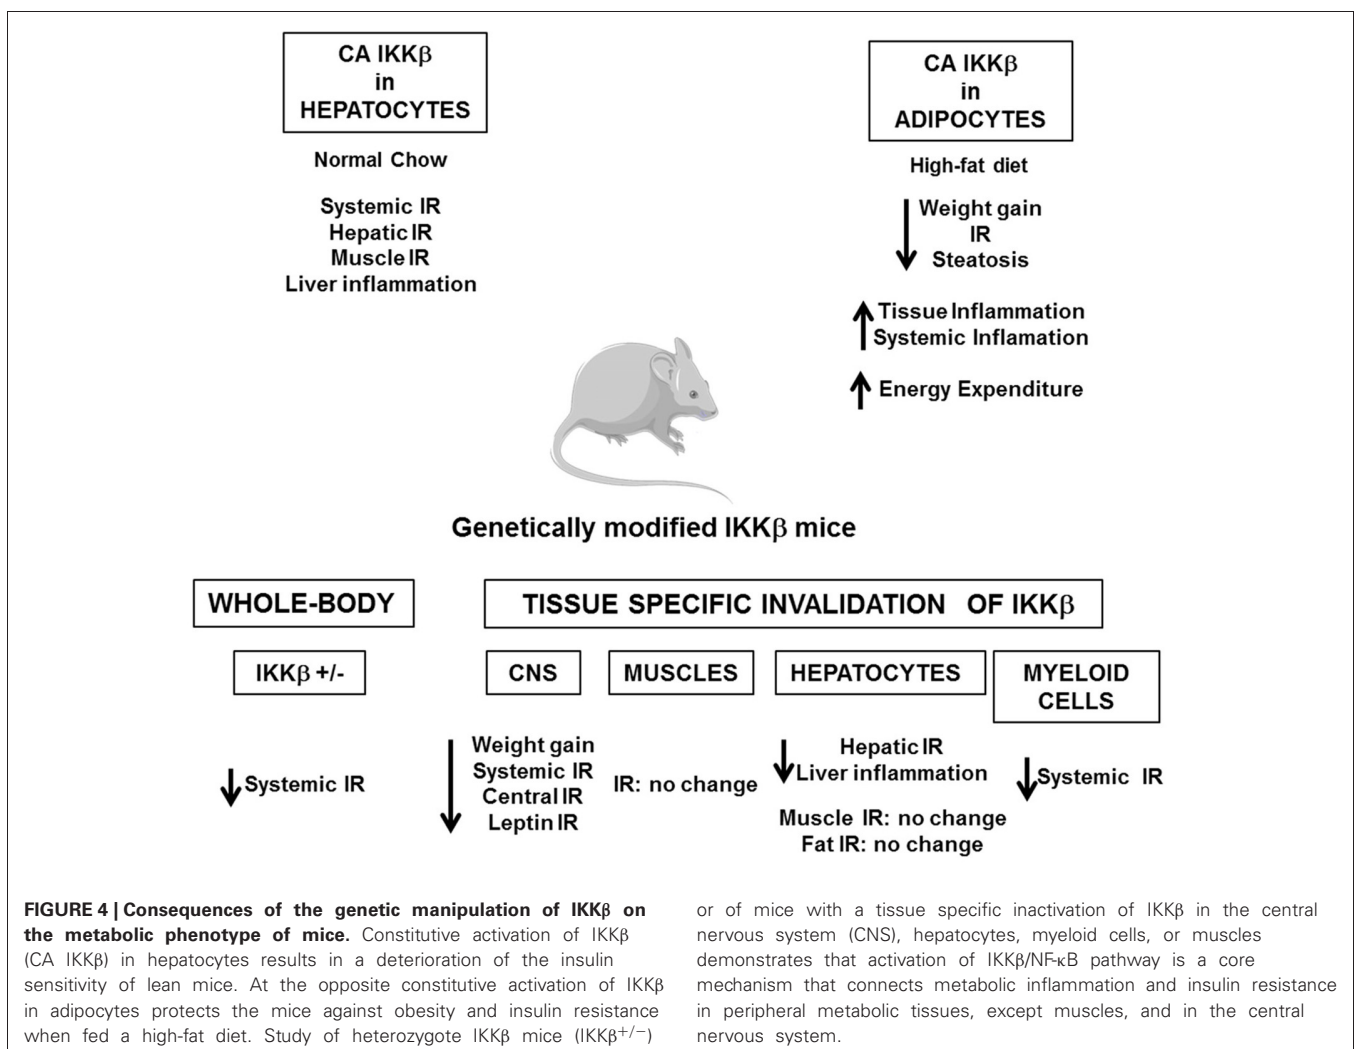 CA IKKβ
in
HEPATOCYTES
Normal Chow
Systemic IR
Hepatic IR
Muscle IR
Liver inflammation
CA IKKβ
in
ADIPOCYTES
High-fat diet
Weight gain
IR
Steatosis
Tissue Inflammation
Systemic Inflamation
Energy Expenditure
Genetically modified IKKβ mice
WHOLE-BODY
IKKβ +/-
Systemic IR
TISSUE SPECIFIC INVALIDATION OF IKKβ
CNS
Weight gain
Systemic IR
Central IR
Leptin IR
MUSCLES
IR: no change
HEPATOCYTES
Hepatic IR
Liver inflammation
Muscle IR: no change
Fat IR: no change
MYELOID
CELLS
Systemic IR
FIGURE 4 | Consequences of the genetic manipulation of IKKβ on
the metabolic phenotype of mice. Constitutive activation of IKKβ
(CA IKKβ) in hepatocytes results in a deterioration of the insulin
sensitivity of lean mice. At the opposite constitutive activation of IKKβ
in adipocytes protects the mice against obesity and insulin resistance
when fed a high-fat diet. Study of heterozygote IKKβ mice (IKKβ+/−)
or of mice with a tissue specific inactivation of IKKβ in the central
nervous system (CNS), hepatocytes, myeloid cells, or muscles
demonstrates that activation of IKKβ/NF-κB pathway is a core
mechanism that connects metabolic inflammation and insulin resistance
in peripheral metabolic tissues, except muscles, and in the central
nervous system.